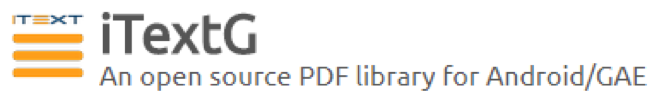 iTEXT
iTextG
An open source PDF library for Android/GAE